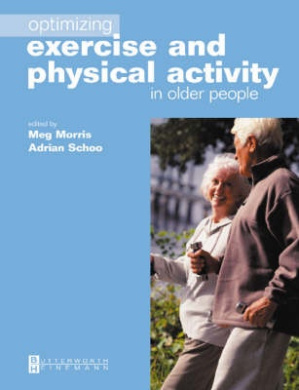 optimizing
exercise and
physical activity
in older people
edited by
Meg Morris
Adrian Schoo
B
H
BUTTERWORTH
HEINEMANN